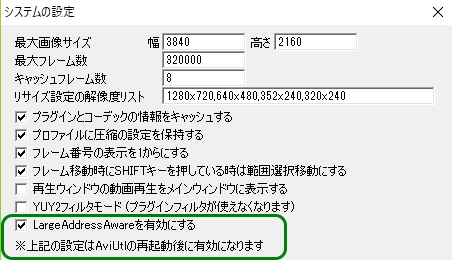 システムの設定
最大画像サイズ 幅 3840 高さ 2160
最大フレーム数 320000
キャッシュフレーム数 8
リサイズ設定の解像度リスト 1280x720,640x480,352x240,320x240
プラグインとコーデックの情報をキャッシュする
プロファイルに圧縮の設定を保持する
フレーム番号の表示を1からにする
フレーム移動時にSHIFTキーを押している時は範囲選択移動にする
再生ウィンドウの動画再生をメインウィンドウに表示する
YUY2フィルタモード (プラグインフィルタが使えなくなります)
LargeAddressAwareを有効にする
※上記の設定はAviUtlの再起動後に有効になります